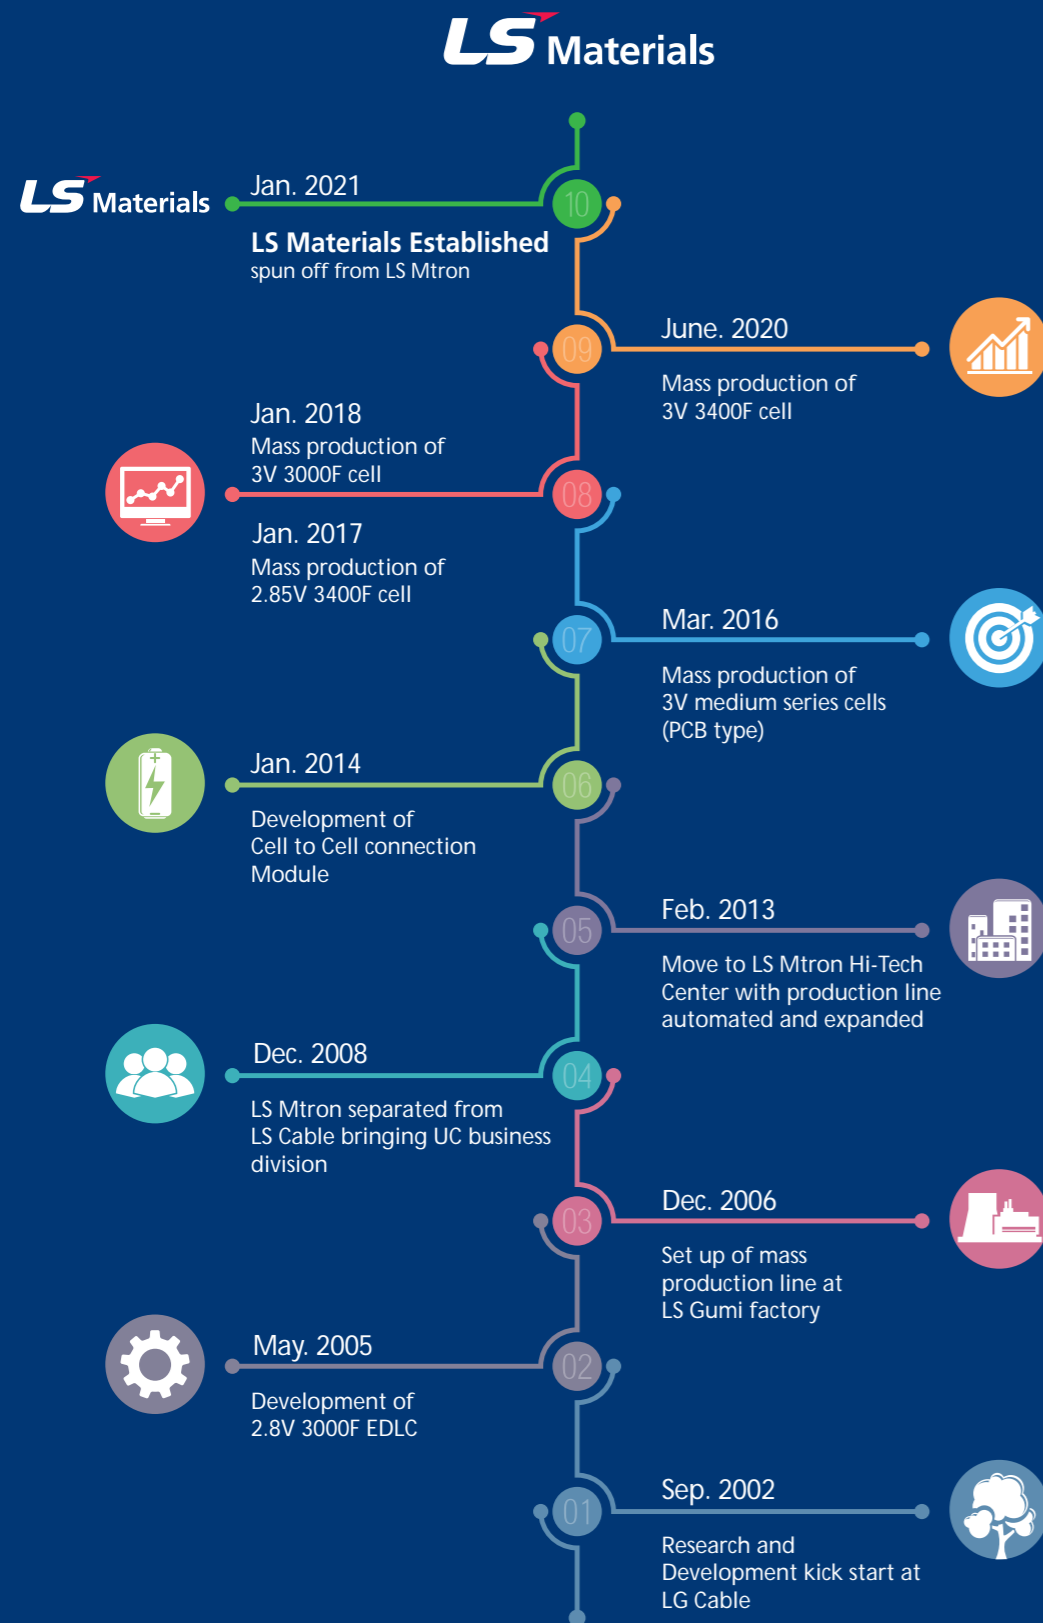 LS Materials
LS Materials
Jan. 2021
LS Materials Established
spun off from LS Mtron
10
09
June. 2020
Mass production of
3V 3400F cell
Jan. 2018
Mass production of
3V 3000F cell
08
Jan. 2017
Mass production of
2.85V 3400F cell
07
Mar. 2016
Mass production of
3V medium series cells
(PCB type)
Jan. 2014
06
Development of
Cell to Cell connection
Module
05
Feb. 2013
Move to LS Mtron Hi-Tech
Center with production line
automated and expanded
Dec. 2008
04
LS Mtron separated from
LS Cable bringing UC business
division
03
Dec. 2006
Set up of mass
production line at
LS Gumi factory
May. 2005
02
Development of
2.8V 3000F EDLC
01
Sep. 2002
Research and
Development kick start at
LG Cable